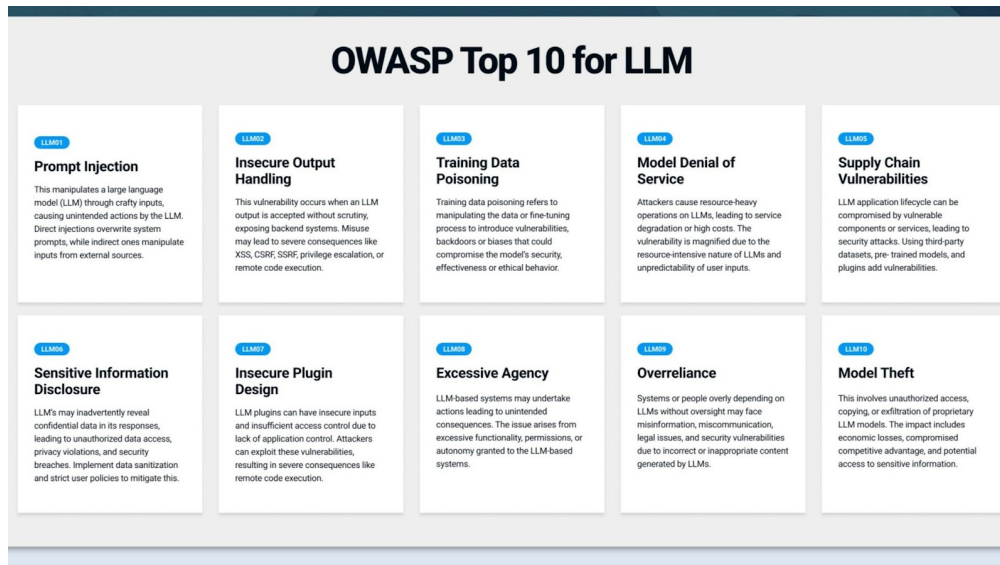 OWASP Top 10 for LLM
LLM01
Prompt Injection
This manipulates a large language
model (LLM) through crafty inputs,
causing unintended actions by the LLM.
Direct injections overwrite system
prompts, while indirect ones manipulate
inputs from external sources.
LLM02
Insecure Output
Handling
This vulnerability occurs when an LLM
output is accepted without scrutiny,
exposing backend systems. Misuse
may lead to severe consequences like
XSS, CSRF, SSRF, privilege escalation, or
remote code execution.
LLM03
Training Data
Poisoning
Training data poisoning refers to
manipulating the data or fine-tuning
process to introduce vulnerabilities,
backdoors or biases that could
compromise the model's security,
effectiveness or ethical behavior.
LLM04
Model Denial of
Service
Attackers cause resource-heavy
operations on LLMs, leading to service
degradation or high costs. The
vulnerability is magnified due to the
resource-intensive nature of LLMs and
unpredictability of user inputs.
LLM05
Supply Chain
Vulnerabilities
LLM application lifecycle can be
compromised by vulnerable
components or services, leading to
security attacks. Using third-party
datasets, pre- trained models, and
plugins add vulnerabilities.
LLM06
Sensitive Information
Disclosure
LLM's may inadvertently reveal
confidential data in its responses,
leading to unauthorized data access,
privacy violations, and security
breaches. Implement data sanitization
and strict user policies to mitigate this.
LLM07
Insecure Plugin
Design
LLM plugins can have insecure inputs
and insufficient access control due to
lack of application control. Attackers
can exploit these vulnerabilities,
resulting in severe consequences like
remote code execution.
LLM08
Excessive Agency
LLM-based systems may undertake
actions leading to unintended
consequences. The issue arises from
excessive functionality, permissions, or
autonomy granted to the LLM-based
systems.
LLM09
Overreliance
Systems or people overly depending on
LLMs without oversight may face
misinformation, miscommunication,
legal issues, and security vulnerabilities
due to incorrect or inappropriate content
generated by LLMs.
LLM10
Model Theft
This involves unauthorized access,
copying, or exfiltration of proprietary
LLM models. The impact includes
economic losses, compromised
competitive advantage, and potential
access to sensitive information.